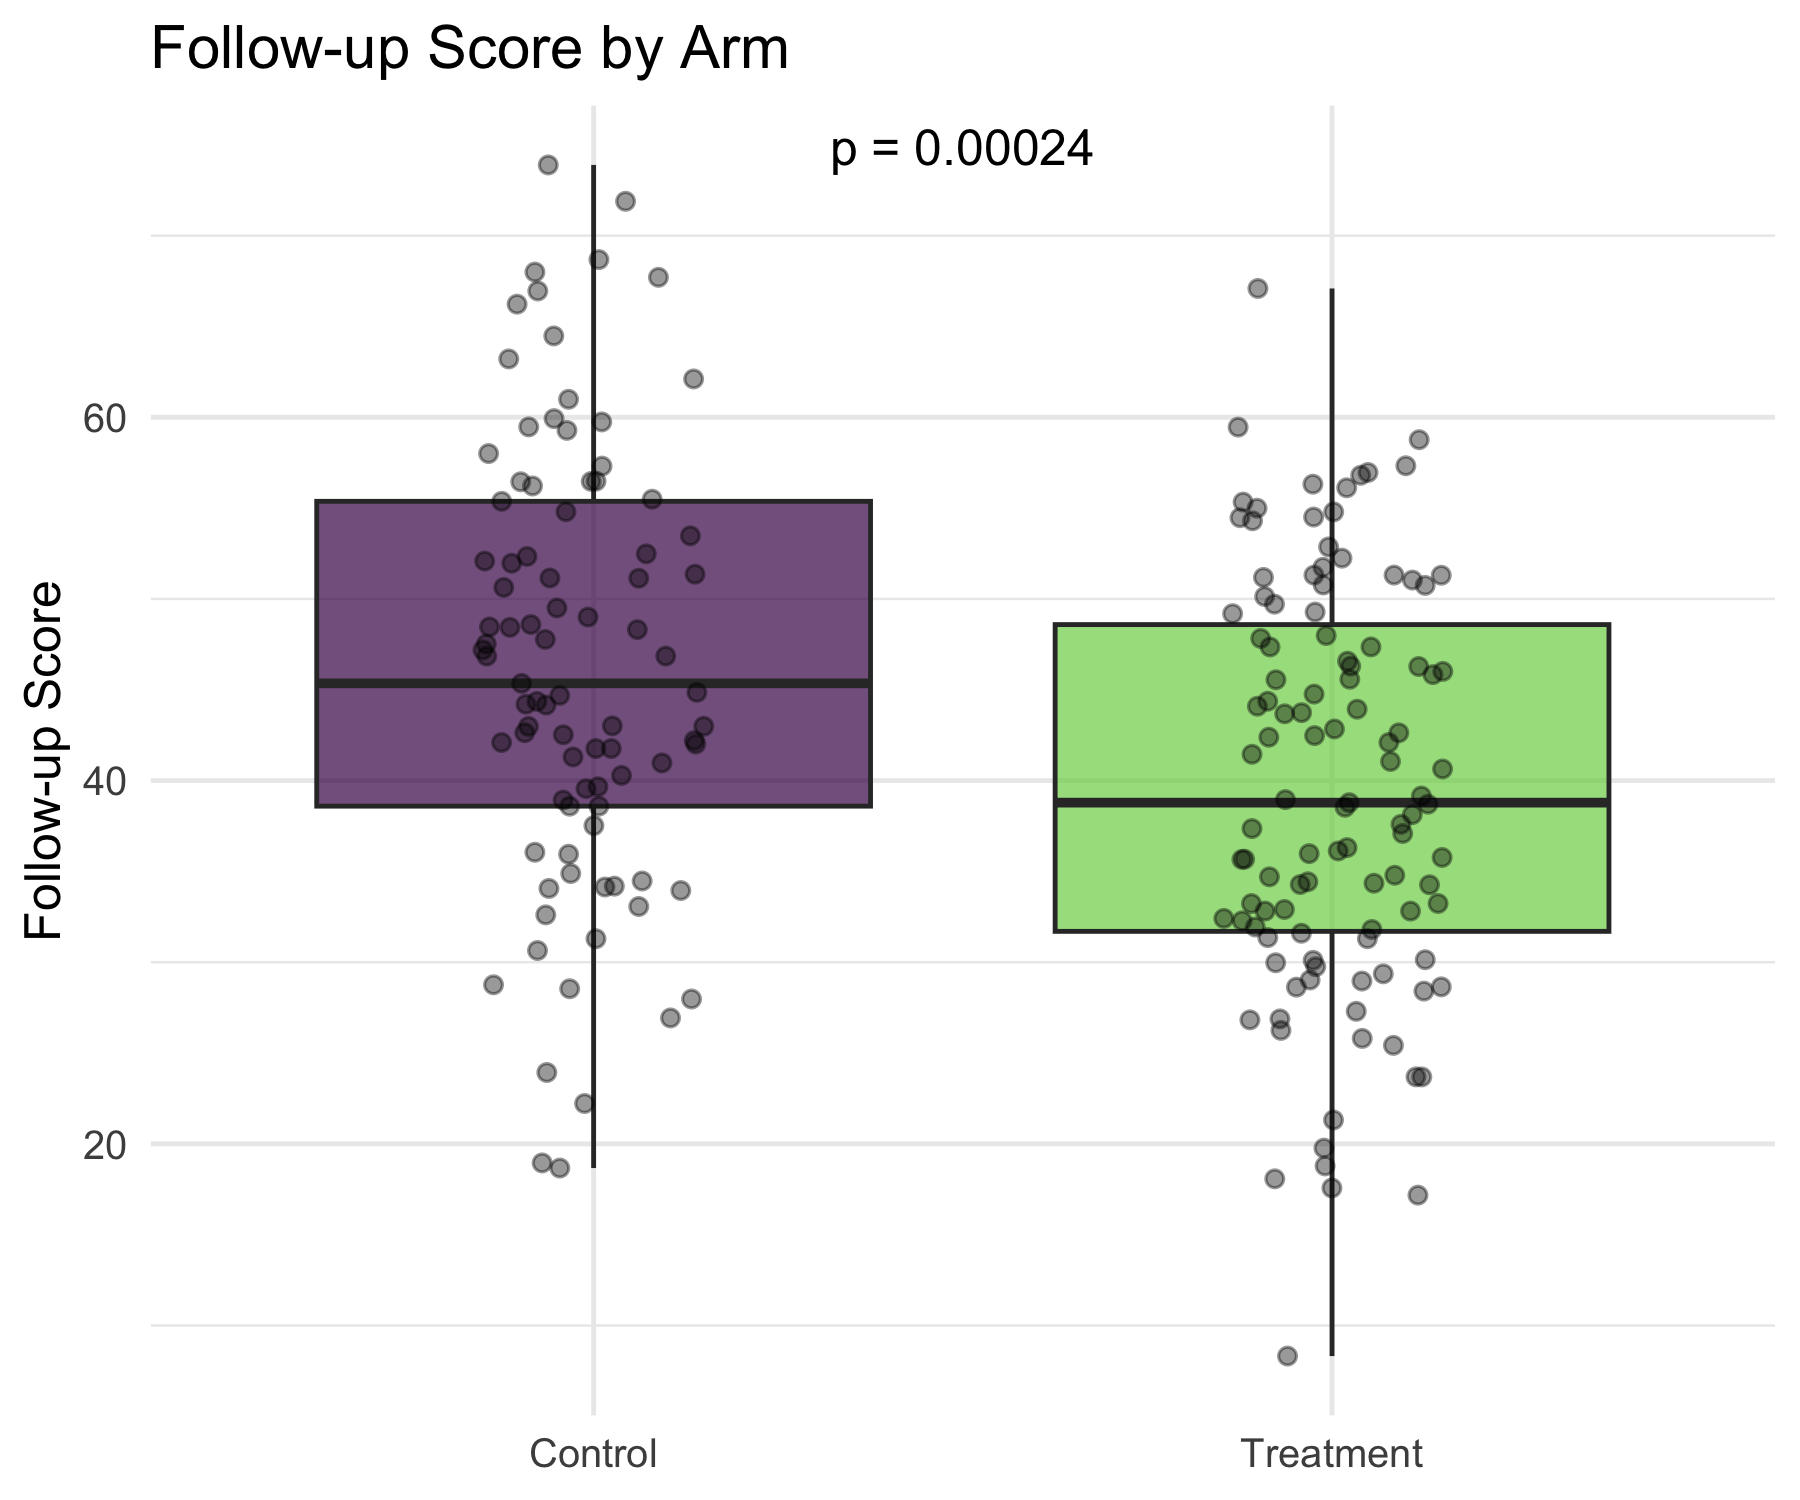 Follow-up Score by Arm
p = 0.00024
60
40
20
Follow-up Score
Control
Treatment